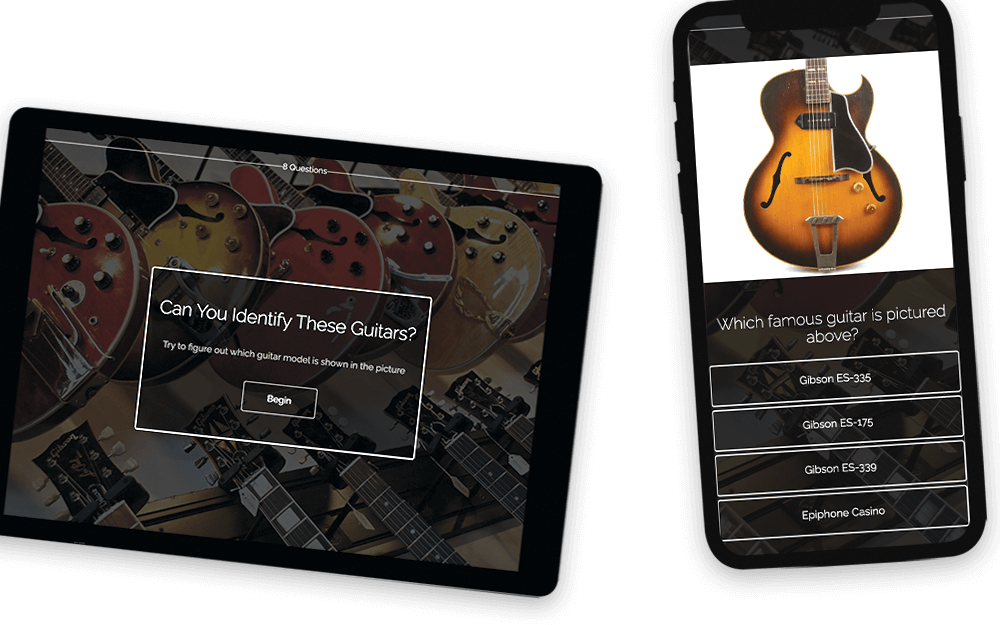 8 Questions
Can You Identify These Guitars?
Try to figure out which guitar model is shown in the picture
Begin
Which famous guitar is pictured
above?
Gibson ES-335
Gibson ES-175
Gibson ES-339
Epiphone Casino